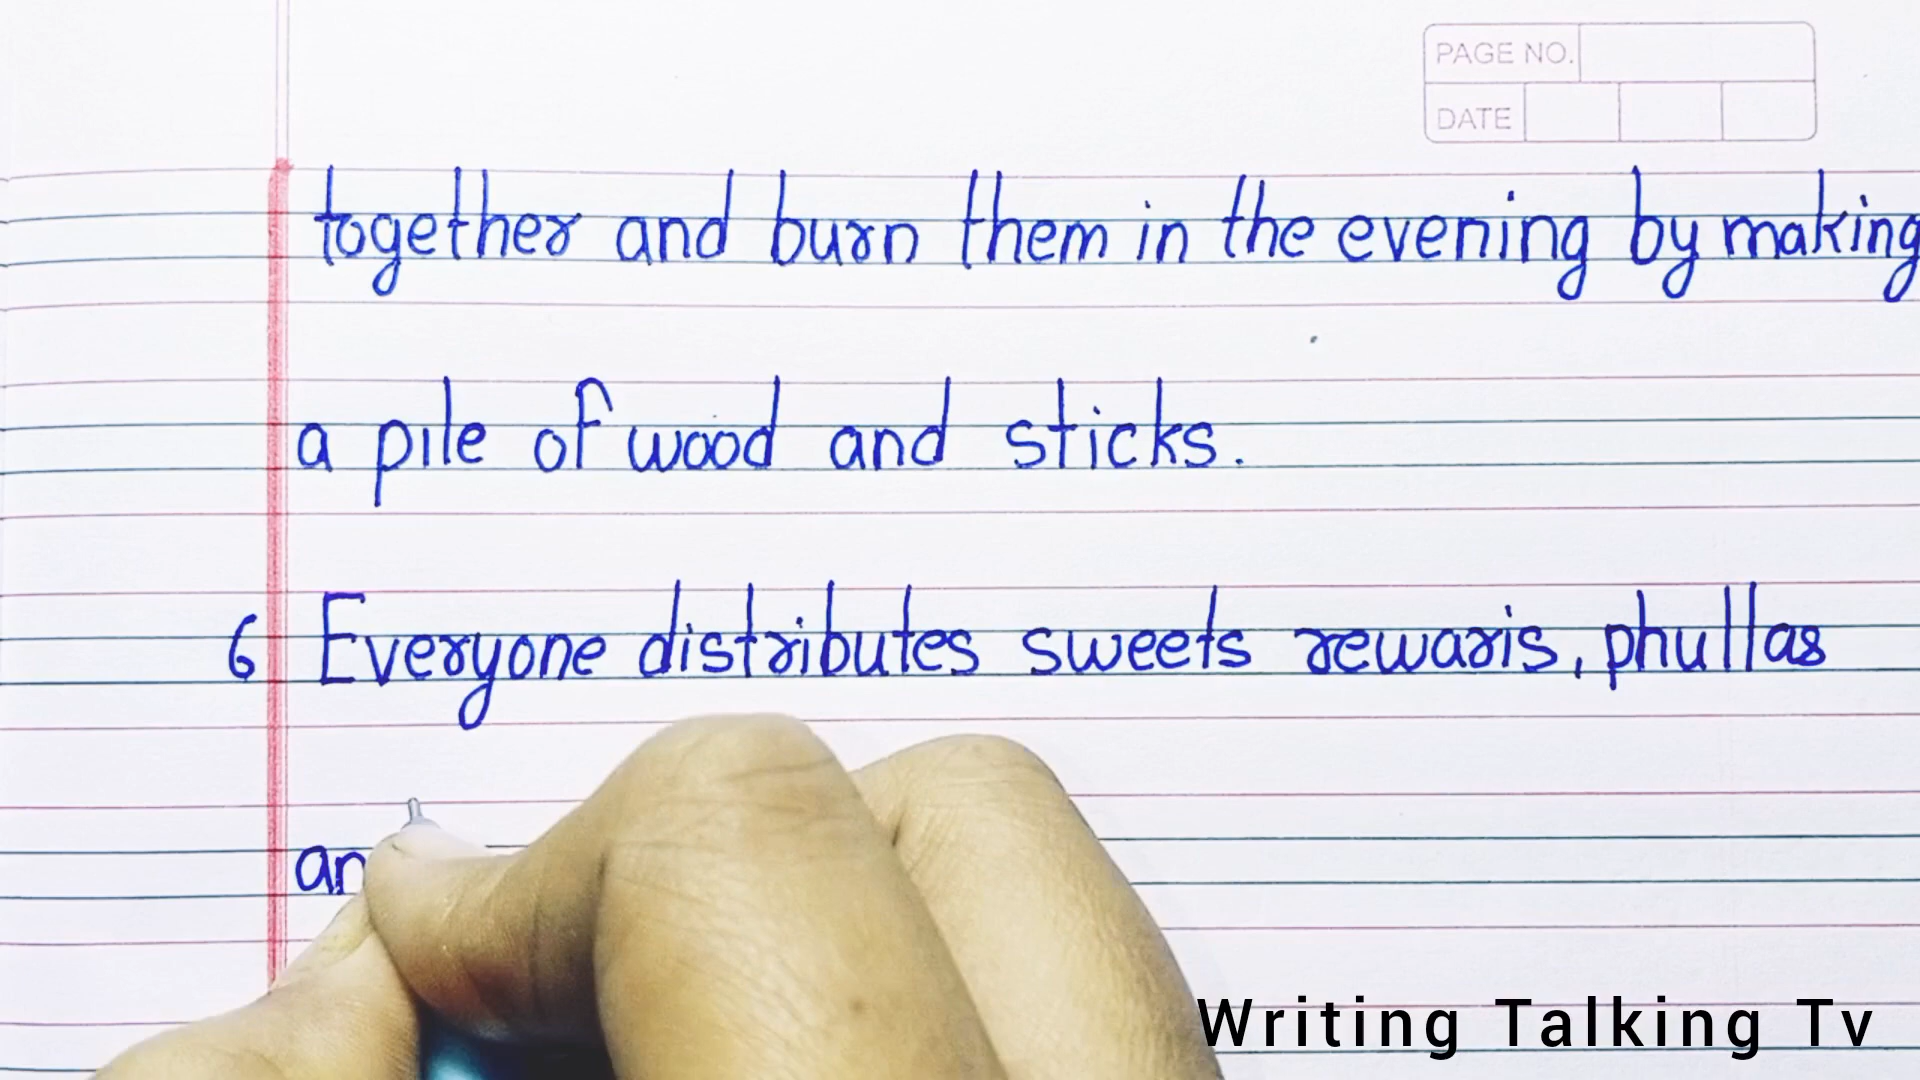 PAGE NO.
DATE
together and burn them in the evening by making
a pile of wood and sticks.
6 Everyone distributes sweets rewaris, phullas
an
Writing Talking Tv